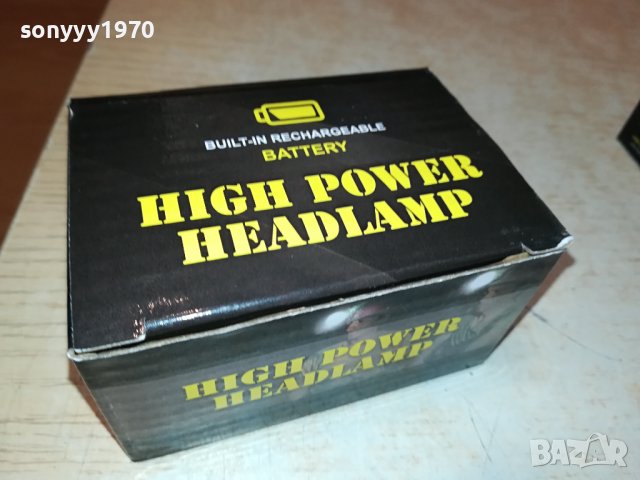 sonyyy1970
BUILT-IN RECHARGEABLE
BATTERY
HIGH POWER
HEADLAMP
HIGH POWER
HEADLAMP
BAZAR